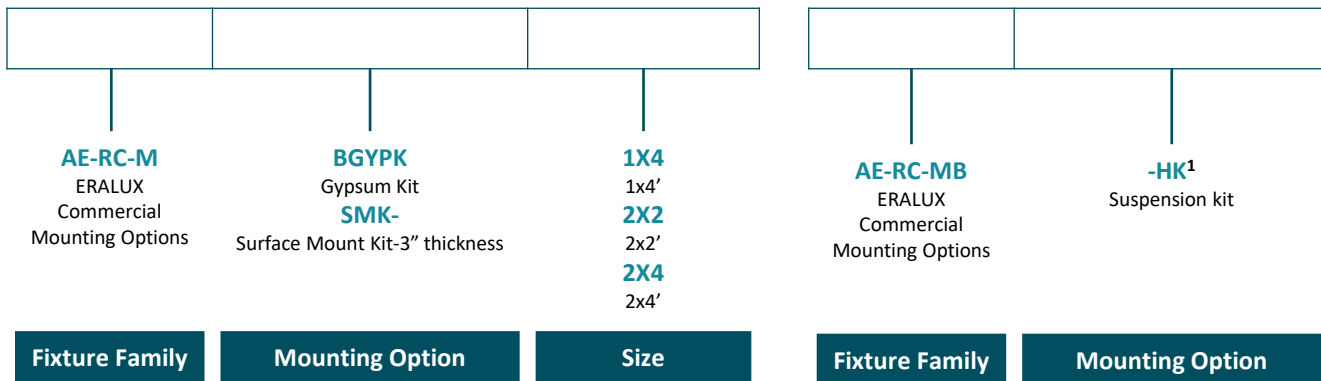 AE-RC-M
ERALUX
Commercial
Mounting Options
BGYPK
Gypsum Kit
SMK-
Surface Mount Kit-3” thickness
1X4
1x4’
2X2
2x2’
2X4
2x4’
Fixture Family
Mounting Option
Size
AE-RC-MB
ERALUX
Commercial
Mounting Options
-HK¹
Suspension kit
Fixture Family
Mounting Option